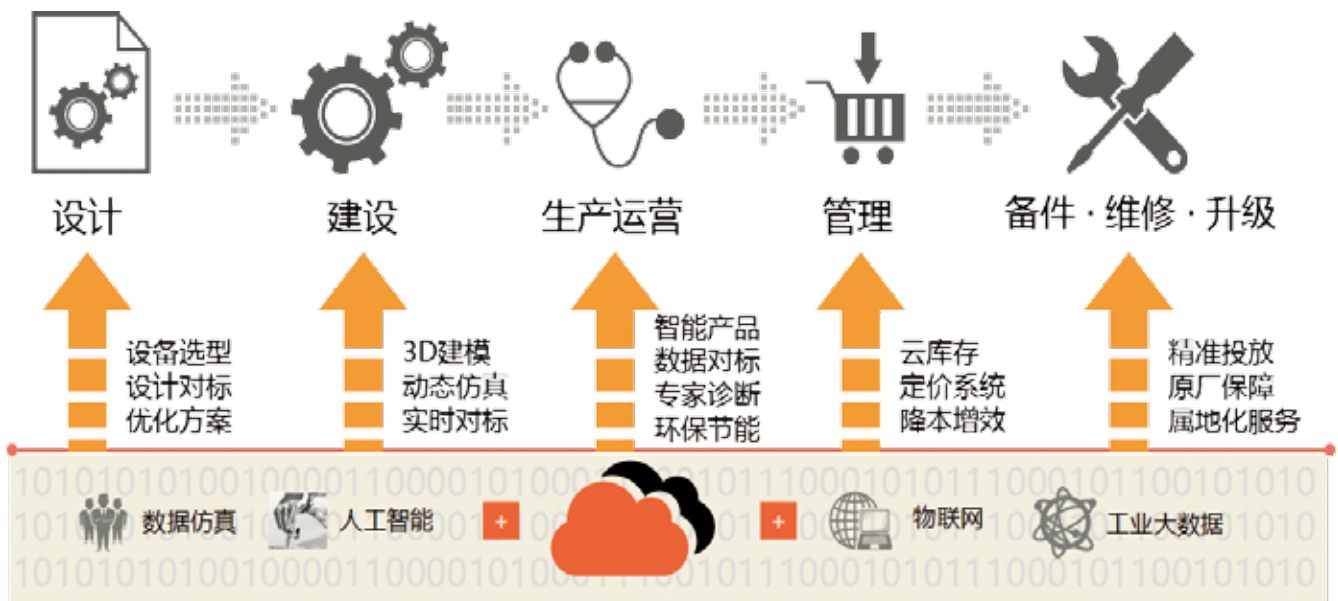 设计
建设
生产运营
管理
备件·维修·升级
设备选型
设计对标
优化方案
3D建模
动态仿真
实时对标
智能产品
数据对标
专家诊断
环保节能
云库存
定价系统
降本增效
精准投放
原厂保障
属地化服务
数据仿真
人工智能
+
+
物联网
工业大数据